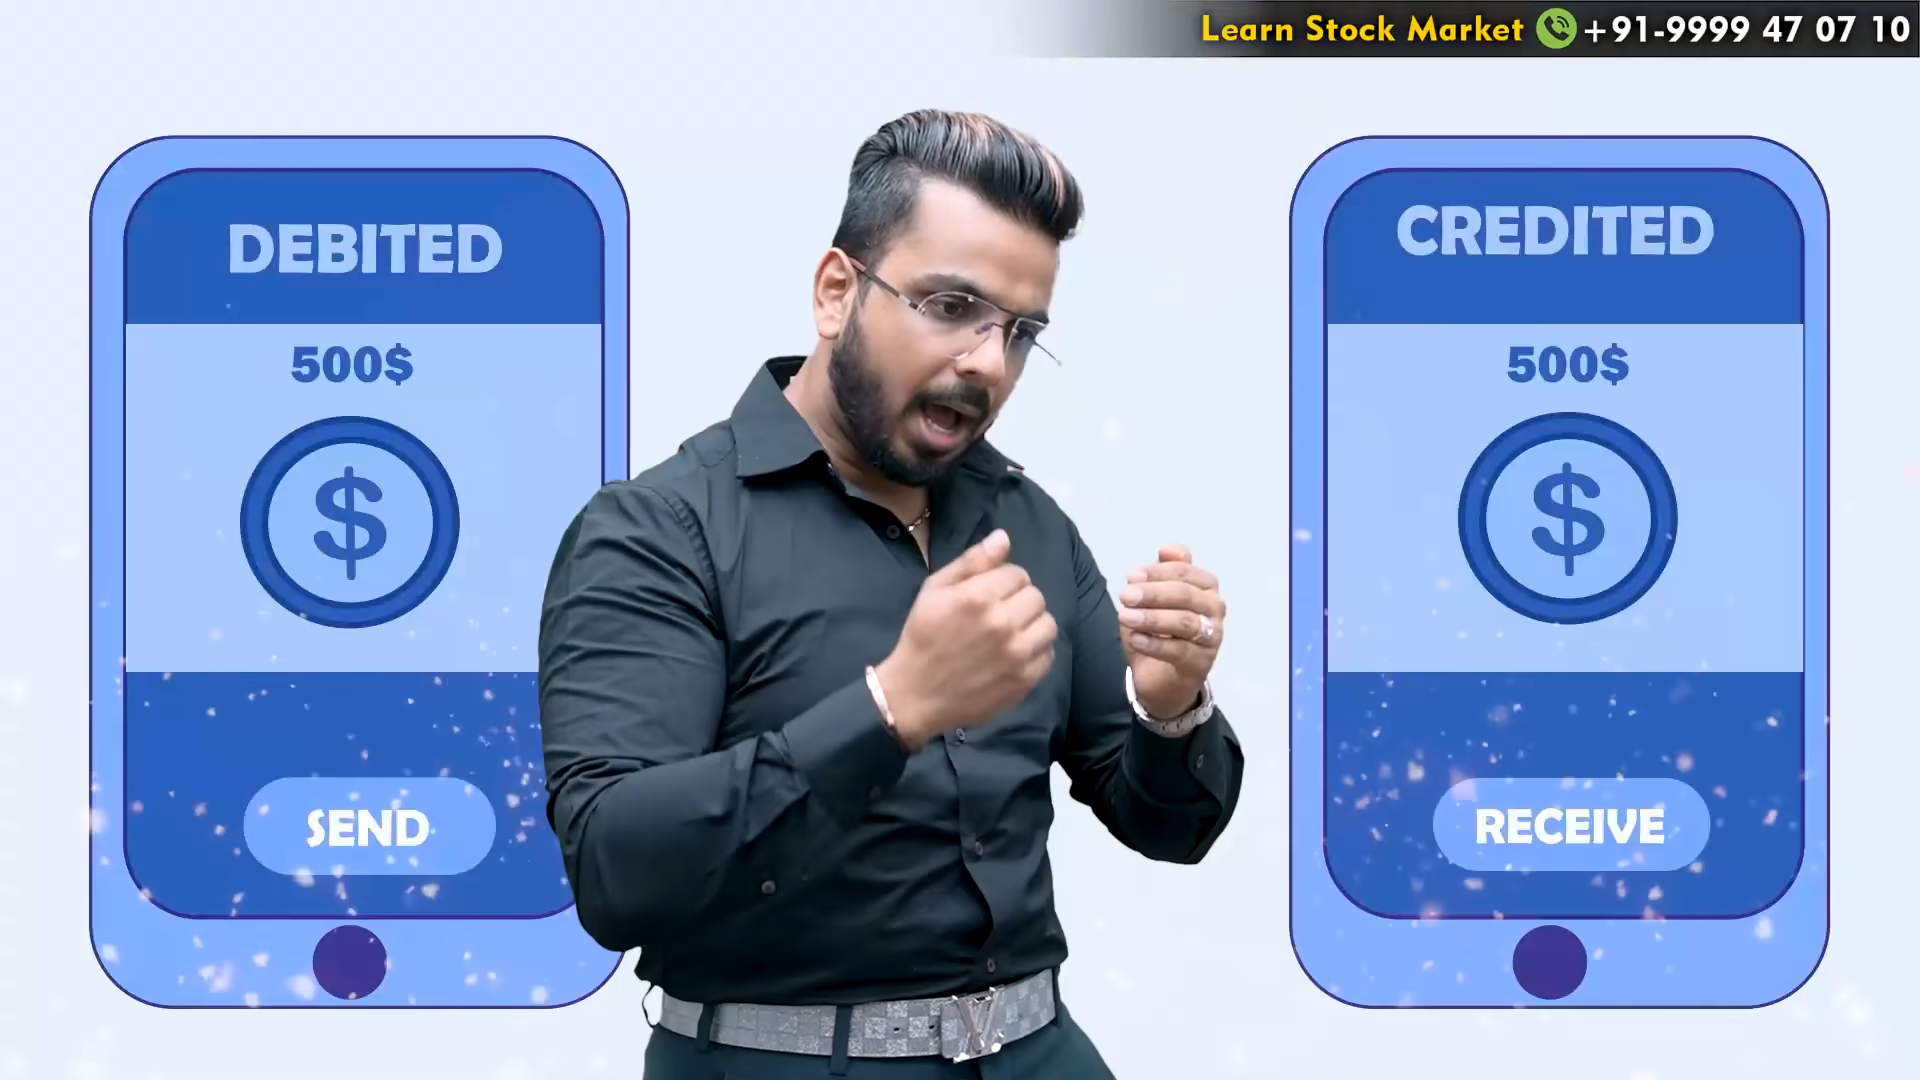 Learn Stock Market +91-9999 47 07 10
DEBITED
500$
$
SEND
CREDITED
500$
$
RECEIVE